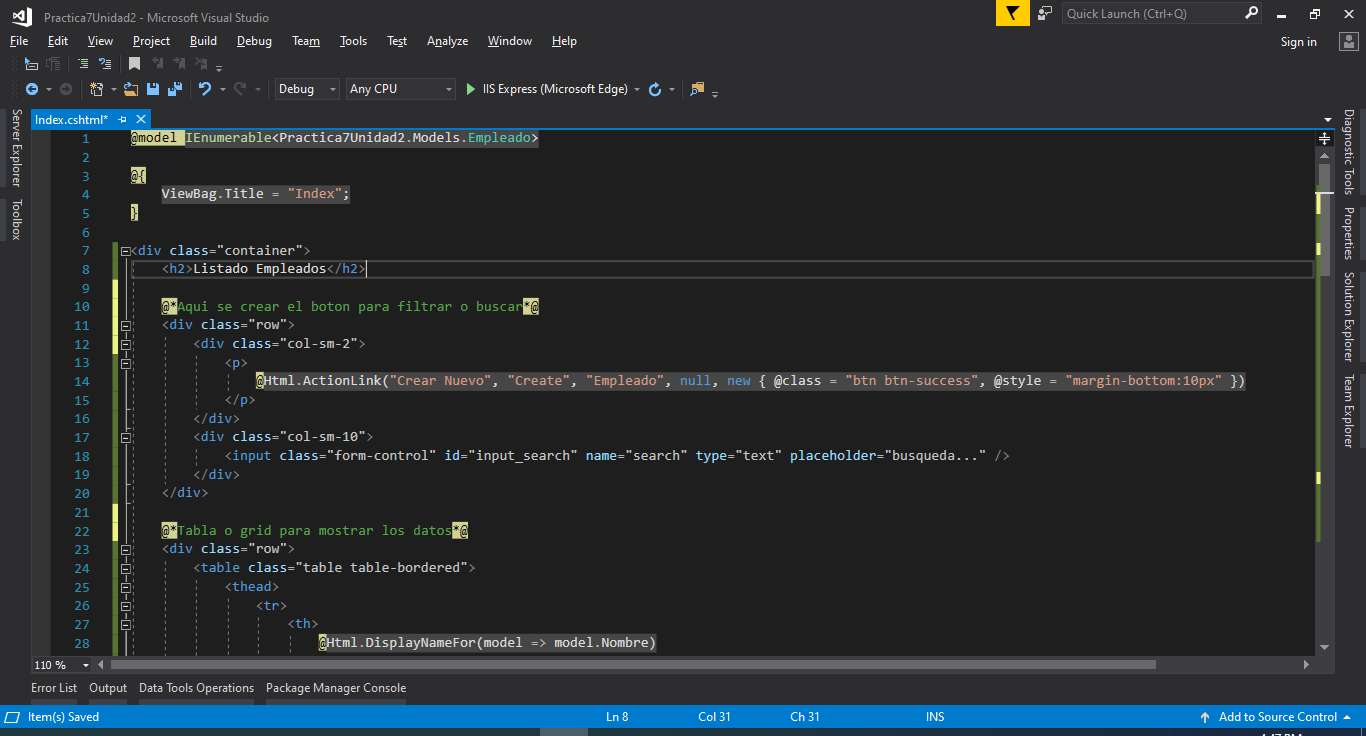 Practica7Unidad2 - Microsoft Visual Studio
Quick Launch (Ctrl+Q)
File Edit View Project Build Debug Team Tools Test Analyze Window Help
Sign in
Debug Any CPU IIS Express (Microsoft Edge)
Server Explorer
Toolbox
Index.cshtml*
1 @model IEnumerable<Practica7Unidad2.Models.Empleado>
2
3 @{
4 ViewBag.Title = "Index";
5 }
6
7 <div class="container">
8 <h2>Listado Empleados</h2>
9
10 @*Aqui se crear el boton para filtrar o buscar*@
11 <div class="row">
12 <div class="col-sm-2">
13 <p>
14 @Html.ActionLink("Crear Nuevo", "Create", "Empleado", null, new { @class = "btn btn-success", @style = "margin-bottom:10px" })
15 </p>
16 </div>
17 <div class="col-sm-10">
18 <input class="form-control" id="input_search" name="search" type="text" placeholder="busqueda..." />
19 </div>
20 </div>
21
22 @*Tabla o grid para mostrar los datos*@
23 <div class="row">
24 <table class="table table-bordered">
25 <thead>
26 <tr>
27 <th>
28 @Html.DisplayNameFor(model => model.Nombre)
Diagnostic Tools
Properties
Solution Explorer
Team Explorer
110 %
Error List Output Data Tools Operations Package Manager Console
Item(s) Saved Ln 8 Col 31 Ch 31 INS Add to Source Control